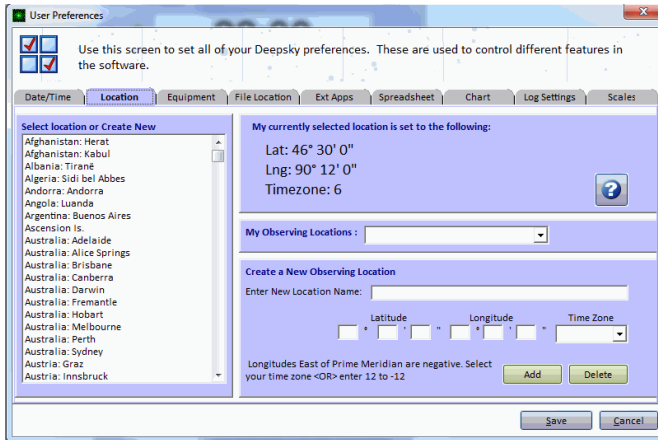 User Preferences
Use this screen to set all of your Deepsky preferences. These are used to control different features in
the software.
Date/Time
Location
Equipment
File Location
Ext Apps
Spreadsheet
Chart
Log Settings
Scales
Select location or Create New
Afghanistan: Herat
Afghanistan: Kabul
Albania: Tiranë
Algeria: Sidi bel Abbes
Andorra: Andorra
Angola: Luanda
Argentina: Buenos Aires
Ascension Is.
Australia: Adelaide
Australia: Alice Springs
Australia: Brisbane
Australia: Canberra
Australia: Darwin
Australia: Fremantle
Australia: Hobart
Australia: Melbourne
Australia: Perth
Australia: Sydney
Austria: Graz
Austria: Innsbruck
My currently selected location is set to the following:
Lat: 46° 30' 0"
Lng: 90° 12' 0"
Timezone: 6
?
My Observing Locations :
Create a New Observing Location
Enter New Location Name:
Latitude Longitude Time Zone
° ' " ° ' "
Longitudes East of Prime Meridian are negative. Select
your time zone <OR> enter 12 to -12
Add
Delete
Save
Cancel